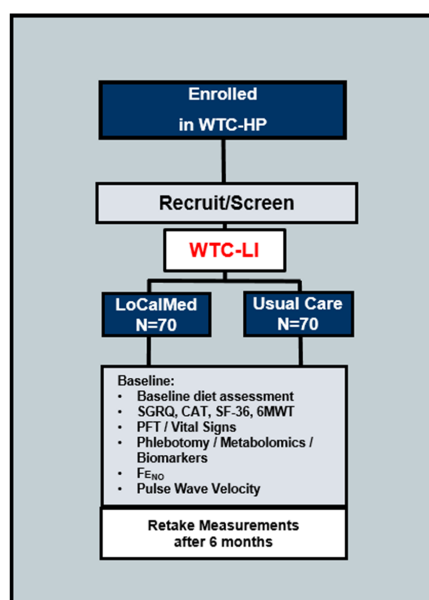 Enrolled
in WTC-HP
Recruit/Screen
WTC-LI
LoCalMed
N=70
Usual Care
N=70
Baseline:
• Baseline diet assessment
• SGRQ, CAT, SF-36, 6MWT
• PFT / Vital Signs
• Phlebotomy / Metabolomics /
Biomarkers
• FENO
• Pulse Wave Velocity
Retake Measurements
after 6 months